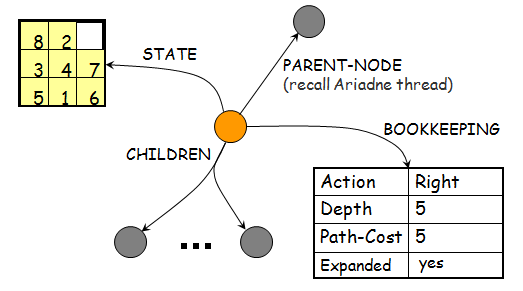 8 2
3 4 7
5 1 6
STATE
PARENT-NODE
(recall Ariadne thread)
BOOKKEEPING
CHILDREN
...
Action Right
Depth 5
Path-Cost 5
Expanded yes